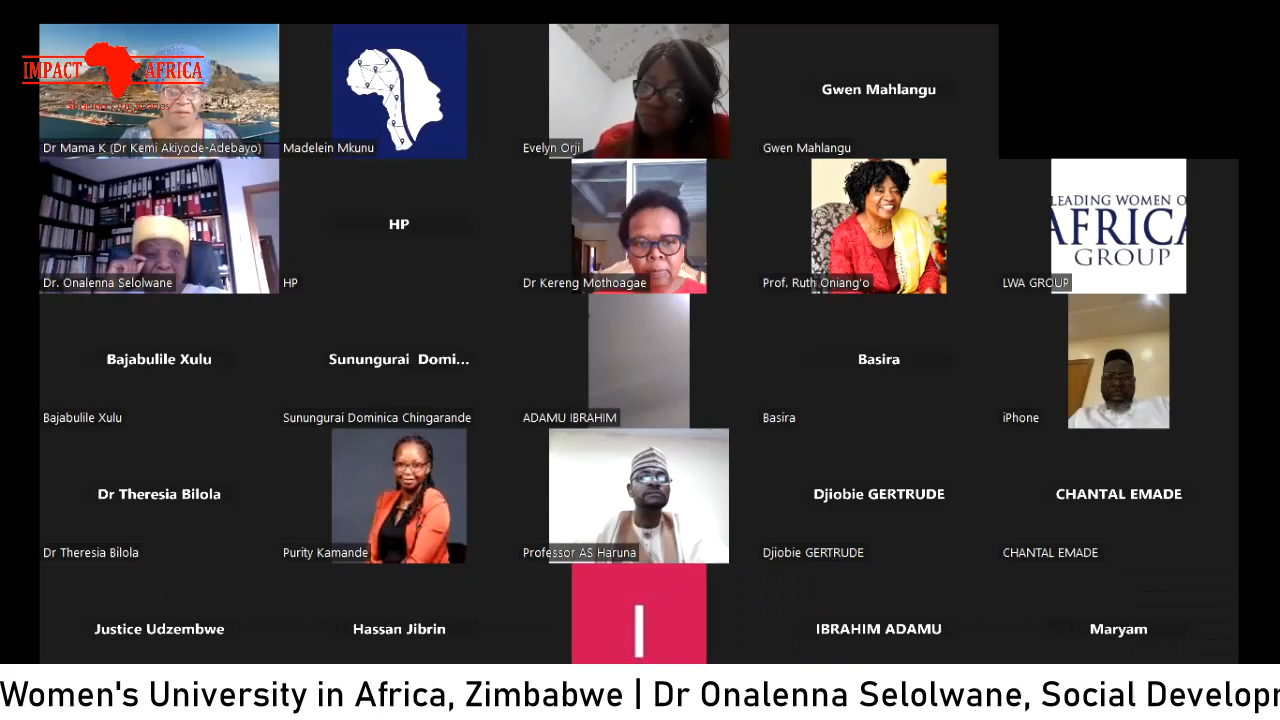 IMPACT AFRICA
Dr Mama K (Dr Kemi Akiyode-Adebayo)
Madelein Mkunu
Evelyn Orji
Gwen Mahlangu
Gwen Mahlangu
Dr. Onalenna Selolwane
HP
HP
Dr Kereng Mothoagae
Prof. Ruth Oniang'o
LEADING WOMEN O
AFRICA
GROUP
LWA GROUP
Bajabulile Xulu
Bajabulile Xulu
Sunungurai Domi...
Sunungurai Dominica Chingarande
ADAMU IBRAHIM
Basira
Basira
iPhone
Dr Theresia Bilola
Dr Theresia Bilola
Purity Kamande
Professor AS Haruna
Djiobie GERTRUDE
Djiobie GERTRUDE
CHANTAL EMADE
CHANTAL EMADE
Justice Udzembwe
Hassan Jibrin
I
IBRAHIM ADAMU
Maryam
Women's University in Africa, Zimbabwe | Dr Onalenna Selolwane, Social Develop